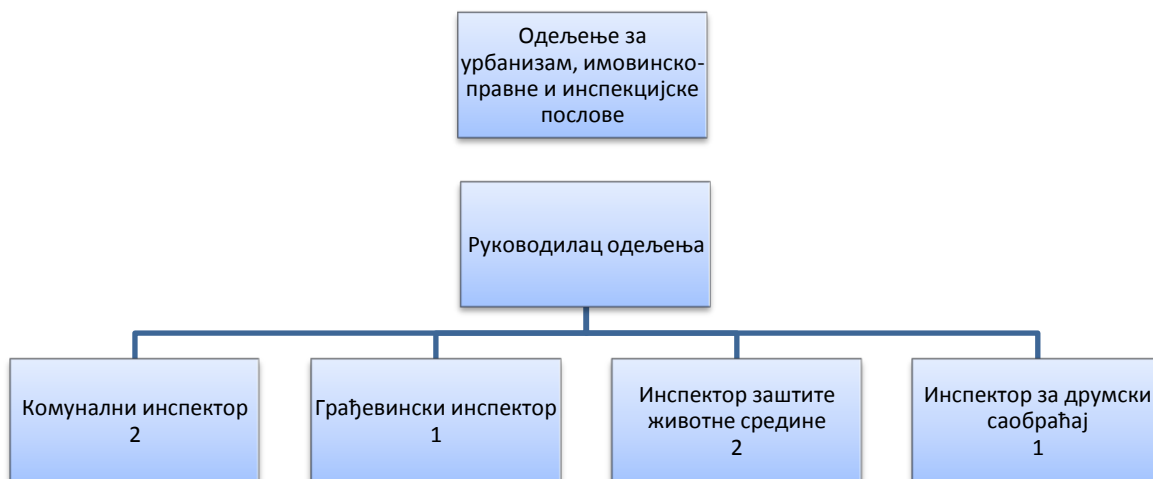 Одељење за
урбанизам, имовинско-
правне и инспекцијске
послове
Руководилац одељења
Комунални инспектор
2
Грађевински инспектор
1
Инспектор заштите
животне средине
2
Инспектор за друмски
саобраћај
1